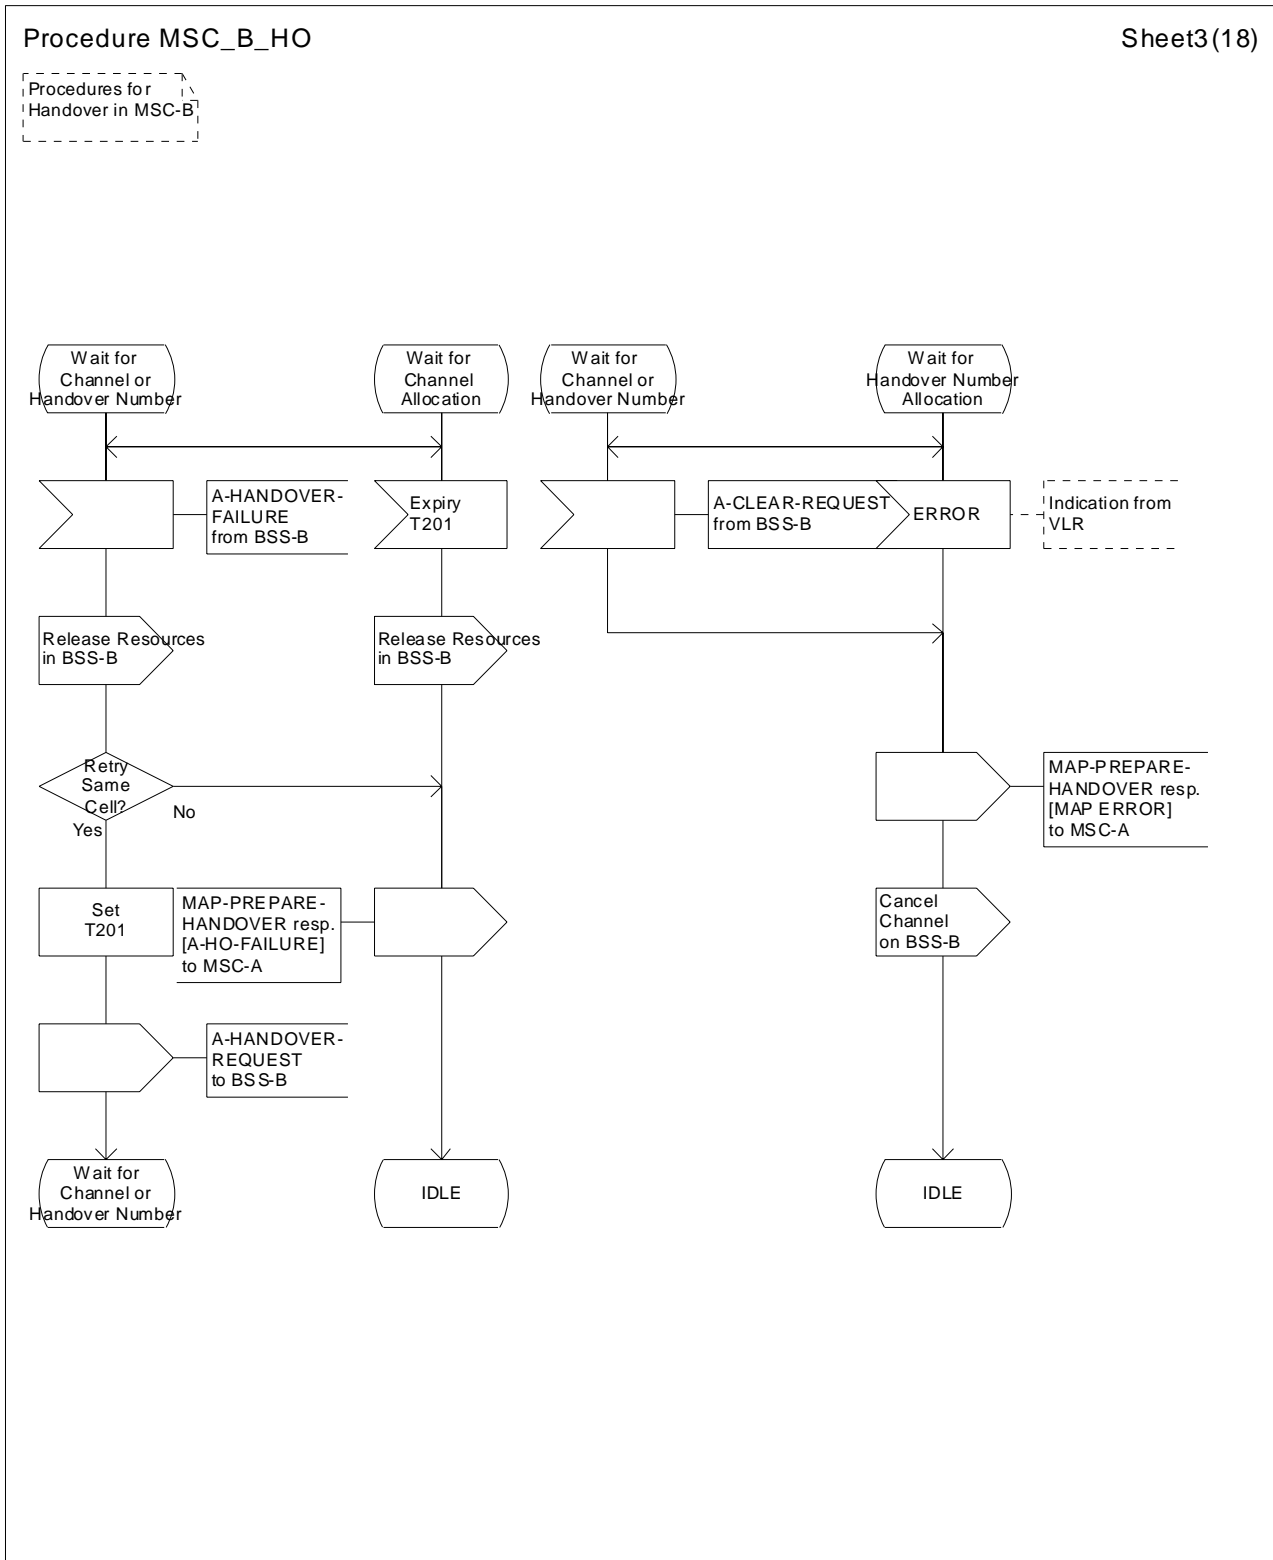 Procedure MSC_B_HO
Sheet3(18)
Procedures for
Handover in MSC-B
Wait for
Channel or
Handover Number
Wait for
Channel
Allocation
Wait for
Channel or
Handover Number
Wait for
Handover Number
Allocation
A-HANDOVER-
FAILURE
from BSS-B
Expiry
T201
A-CLEAR-REQUEST
from BSS-B
ERROR
Indication from
VLR
Release Resources
in BSS-B
Release Resources
in BSS-B
Retry
Same
Cell?
No
Yes
MAP-PREPARE-
HANDOVER resp.
[MAP ERROR]
to MSC-A
Set
T201
MAP-PREPARE-
HANDOVER resp.
[A-HO-FAILURE]
to MSC-A
Cancel
Channel
on BSS-B
A-HANDOVER-
REQUEST
to BSS-B
Wait for
Channel or
Handover Number
IDLE
IDLE